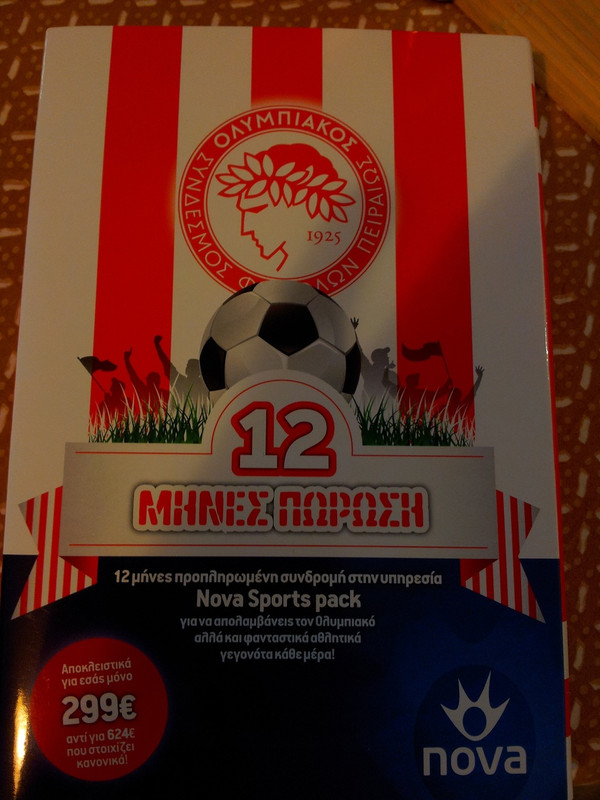 ΣΥΝΔΕΣΜΟΣ ΟΛΥΜΠΙΑΚΟΣ ΠΕΙΡΑΙΩΣ
1925
12
ΜΗΝΕΣ ΠΩΡΩΣΗ
12 μήνες προπληρωμένη συνδρομή στην υπηρεσία
Nova Sports pack
για να απολαμβάνεις τον Ολυμπιακό
αλλά και φανταστικά αθλητικά
γεγονότα κάθε μέρα!
Αποκλειστικά
για εσάς μόνο
299€
αντί για 624€
που στοιχίζει
κανονικά!
nova